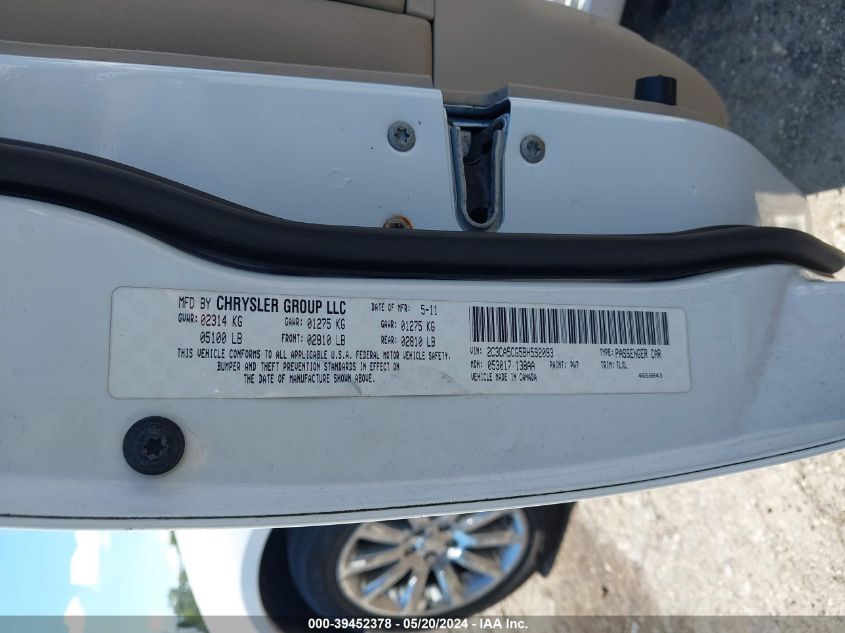 MFD BY CHRYSLER GROUP LLC DATE OF MFR: 5-11
GVWR: 02314 KG GAWR: 01275 KG GAWR: 01275 KG
05100 LB FRONT: 02810 LB REAR: 02810 LB
THIS VEHICLE CONFORMS TO ALL APPLICABLE U.S.A. FEDERAL MOTOR VEHICLE SAFETY,
BUMPER AND THEFT PREVENTION STANDARDS IN EFFECT ON
THE DATE OF MANUFACTURE SHOWN ABOVE.
VIN: 2C3CA5CG5BH592093 TYPE: PASSENGER CAR
MDH: 053017 138AA PAINT: PW7 TRIM: TLXL
VEHICLE MADE IN CANADA 4658843
000-39452378 - 05/20/2024 - IAA Inc.